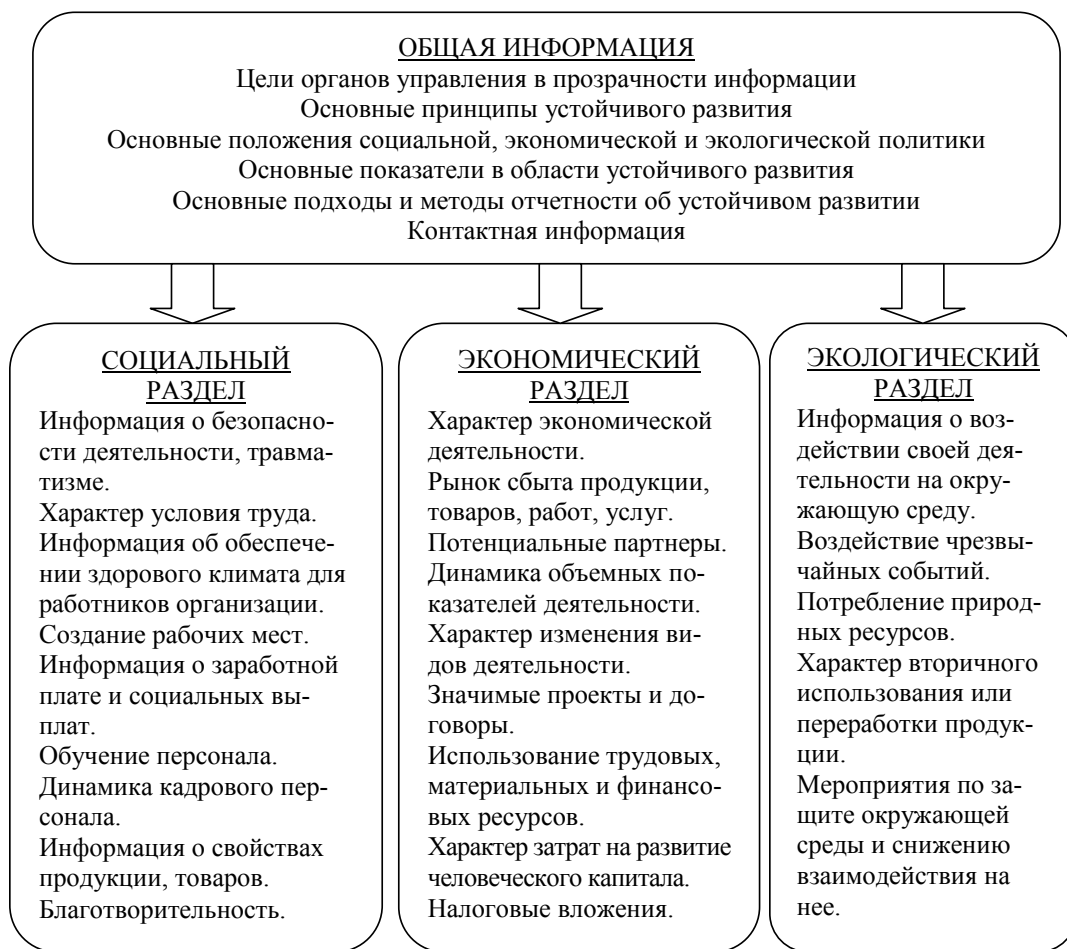 ОБЩАЯ ИНФОРМАЦИЯ
Цели органов управления в прозрачности информации
Основные принципы устойчивого развития
Основные положения социальной, экономической и экологической политики
Основные показатели в области устойчивого развития
Основные подходы и методы отчетности об устойчивом развитии
Контактная информация
СОЦИАЛЬНЫЙ
РАЗДЕЛ
Информация о безопасно-
сти деятельности, травма-
тизме.
Характер условия труда.
Информация об обеспече-
нии здорового климата для
работников организации.
Создание рабочих мест.
Информация о заработной
плате и социальных вы-
плат.
Обучение персонала.
Динамика кадрового пер-
сонала.
Информация о свойствах
продукции, товаров.
Благотворительность.
ЭКОНОМИЧЕСКИЙ
РАЗДЕЛ
Характер экономической
деятельности.
Рынок сбыта продукции,
товаров, работ, услуг.
Потенциальные партнеры.
Динамика объемных по-
казателей деятельности.
Характер изменения ви-
дов деятельности.
Значимые проекты и до-
говоры.
Использование трудовых,
материальных и финансо-
вых ресурсов.
Характер затрат на развитие
человеческого капитала.
Налоговые вложения.
ЭКОЛОГИЧЕСКИЙ
РАЗДЕЛ
Информация о воз-
действии своей дея-
тельности на окру-
жающую среду.
Воздействие чрезвы-
чайных событий.
Потребление природ-
ных ресурсов.
Характер вторичного
использования или
переработки продук-
ции.
Мероприятия по за-
щите окружающей
среды и снижению
взаимодействия на
нее.